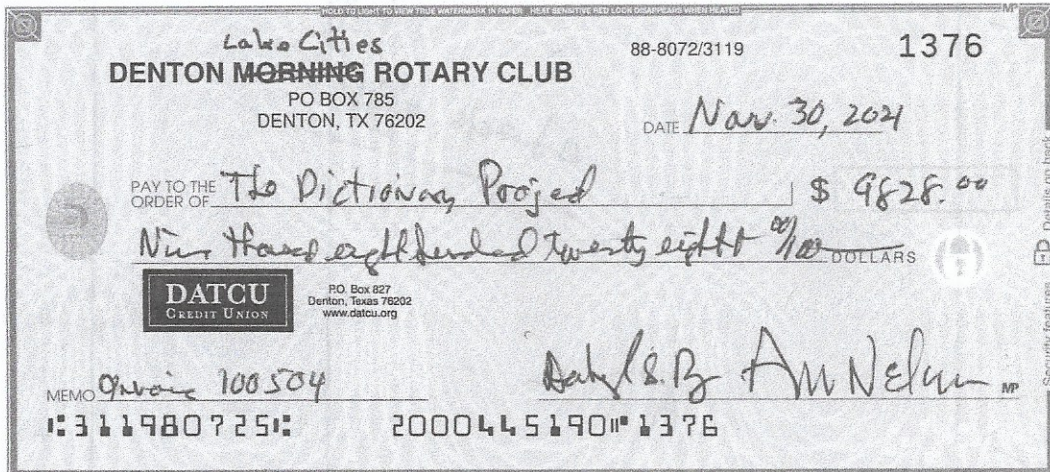 HOLD TO LIGHT TO VIEW TRUE WATERMARK IN PAPER. HEAT SENSITIVE RED LOCK DISAPPEARS WHEN HEATED.
MP
Lake Cities
88-8072/3119
1376
DENTON MORNING ROTARY CLUB
PO BOX 785
DENTON, TX 76202
DATE Nov. 30, 2021
PAY TO THE
ORDER OF The Dictionary Project $ 9828.00
Nine thousand eight hundred twenty eight 00/100 DOLLARS
DATCU
CREDIT UNION
P.O. Box 827
Denton, Texas 76202
www.datcu.org
MEMO Invoice 100504
Ann Nelson MP
⑆311980725⑆ 2000445190⑈1376
Security features. Details on back.